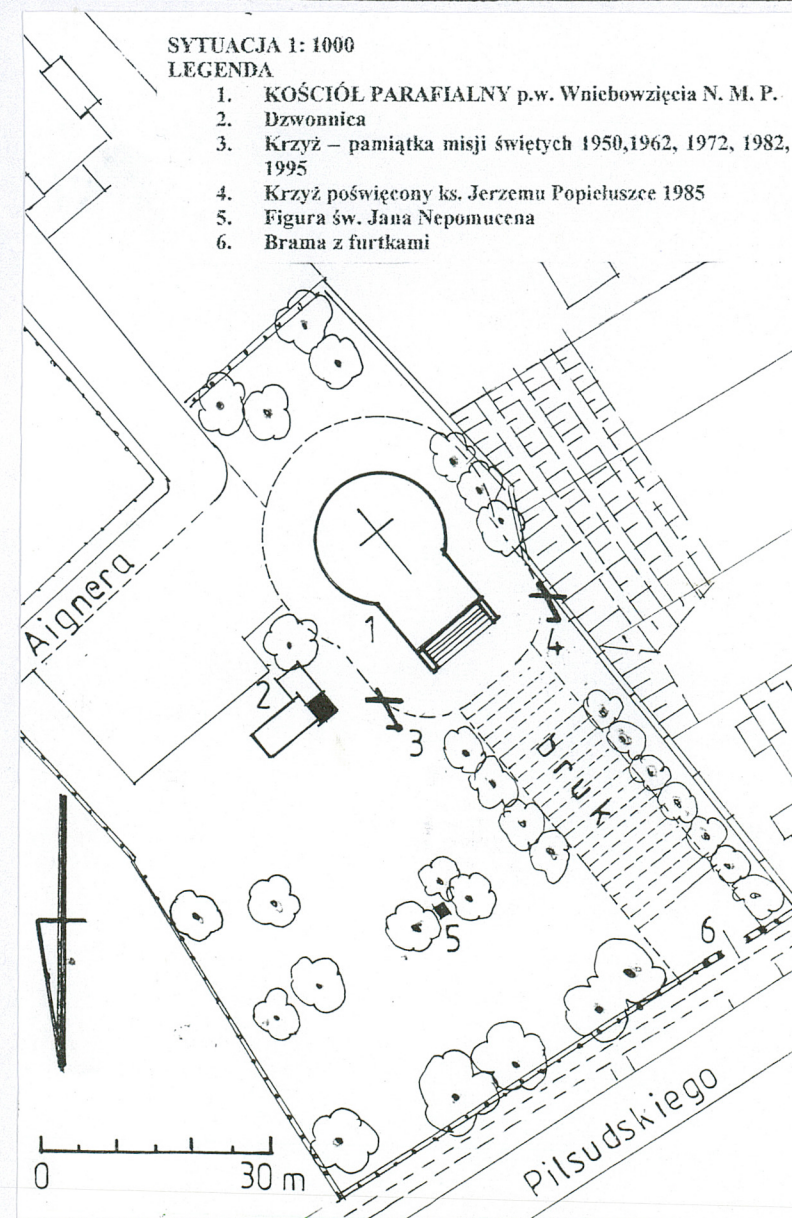 SYTUACJA 1: 1000
LEGENDA
1. KOŚCIÓŁ PARAFIALNY p.w. Wniebowzięcia N. M. P.
2. Dzwonnica
3. Krzyż – pamiątka misji świętych 1950,1962, 1972, 1982,
1995
4. Krzyż poświęcony ks. Jerzemu Popiełuszce 1985
5. Figura św. Jana Nepomucena
6. Brama z furtkami
Aignera
1
2
3
4
bruk
5
6
0 30 m
Pilsudskiego